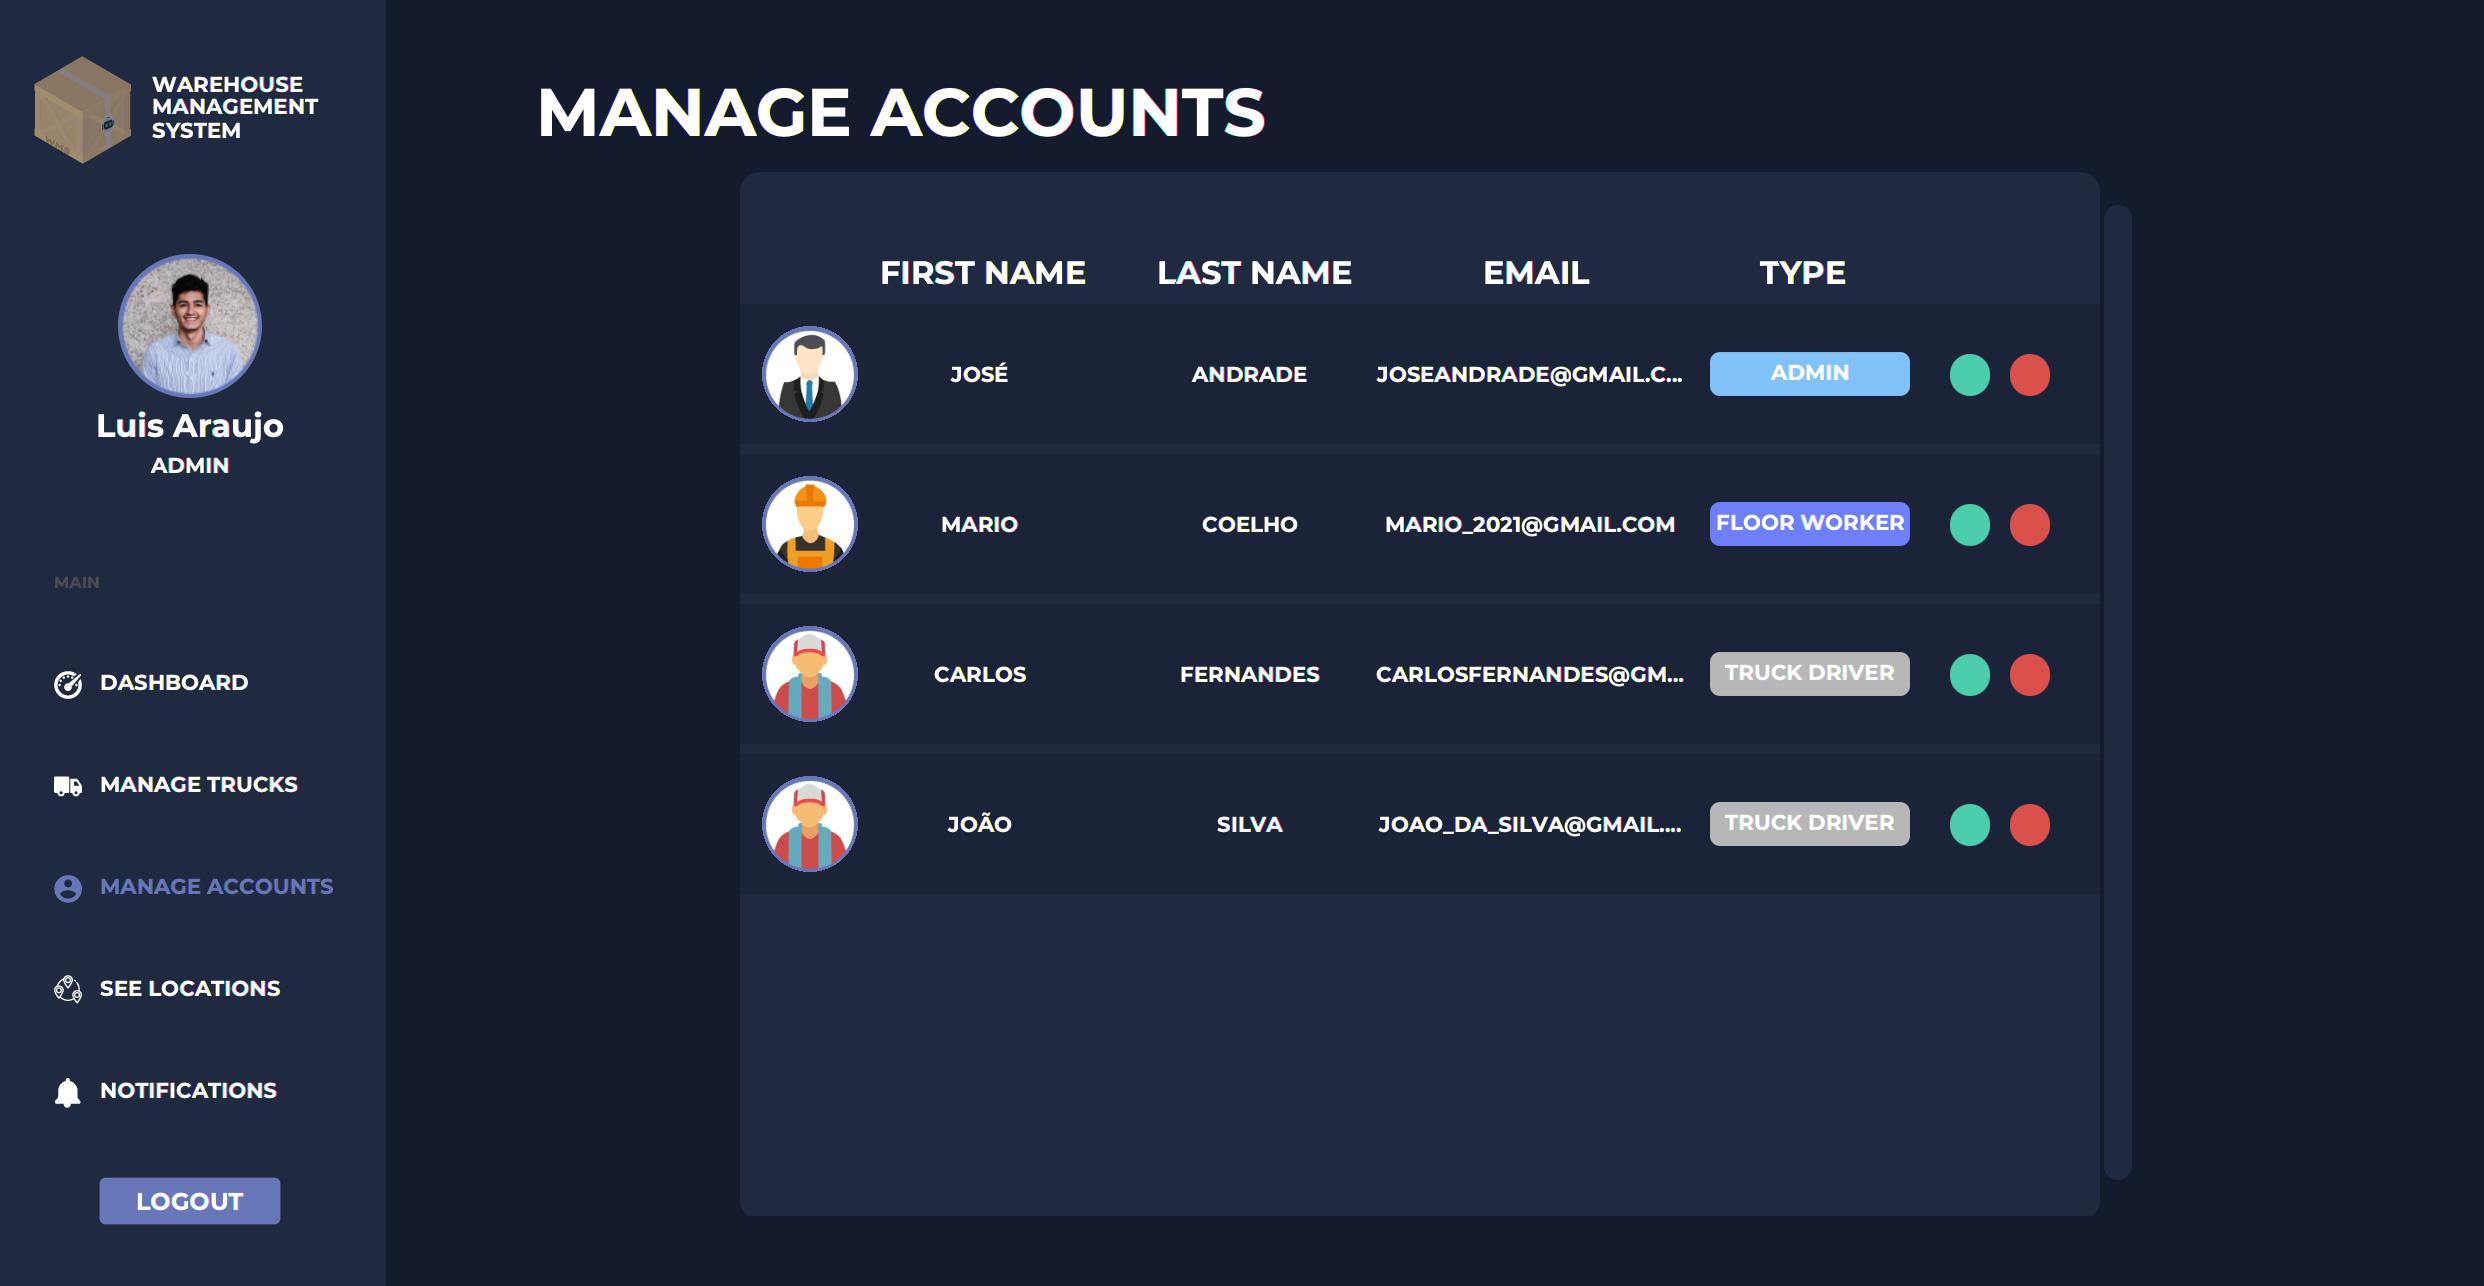 WAREHOUSE
MANAGEMENT
SYSTEM
Luis Araujo
ADMIN
MAIN
DASHBOARD
MANAGE TRUCKS
MANAGE ACCOUNTS
SEE LOCATIONS
NOTIFICATIONS
LOGOUT
MANAGE ACCOUNTS
FIRST NAME LAST NAME EMAIL TYPE
JOSÉ ANDRADE JOSEANDRADE@GMAIL.C... ADMIN
MARIO COELHO MARIO_2021@GMAIL.COM FLOOR WORKER
CARLOS FERNANDES CARLOSFERNANDES@GM... TRUCK DRIVER
JOÃO SILVA JOAO_DA_SILVA@GMAIL.... TRUCK DRIVER